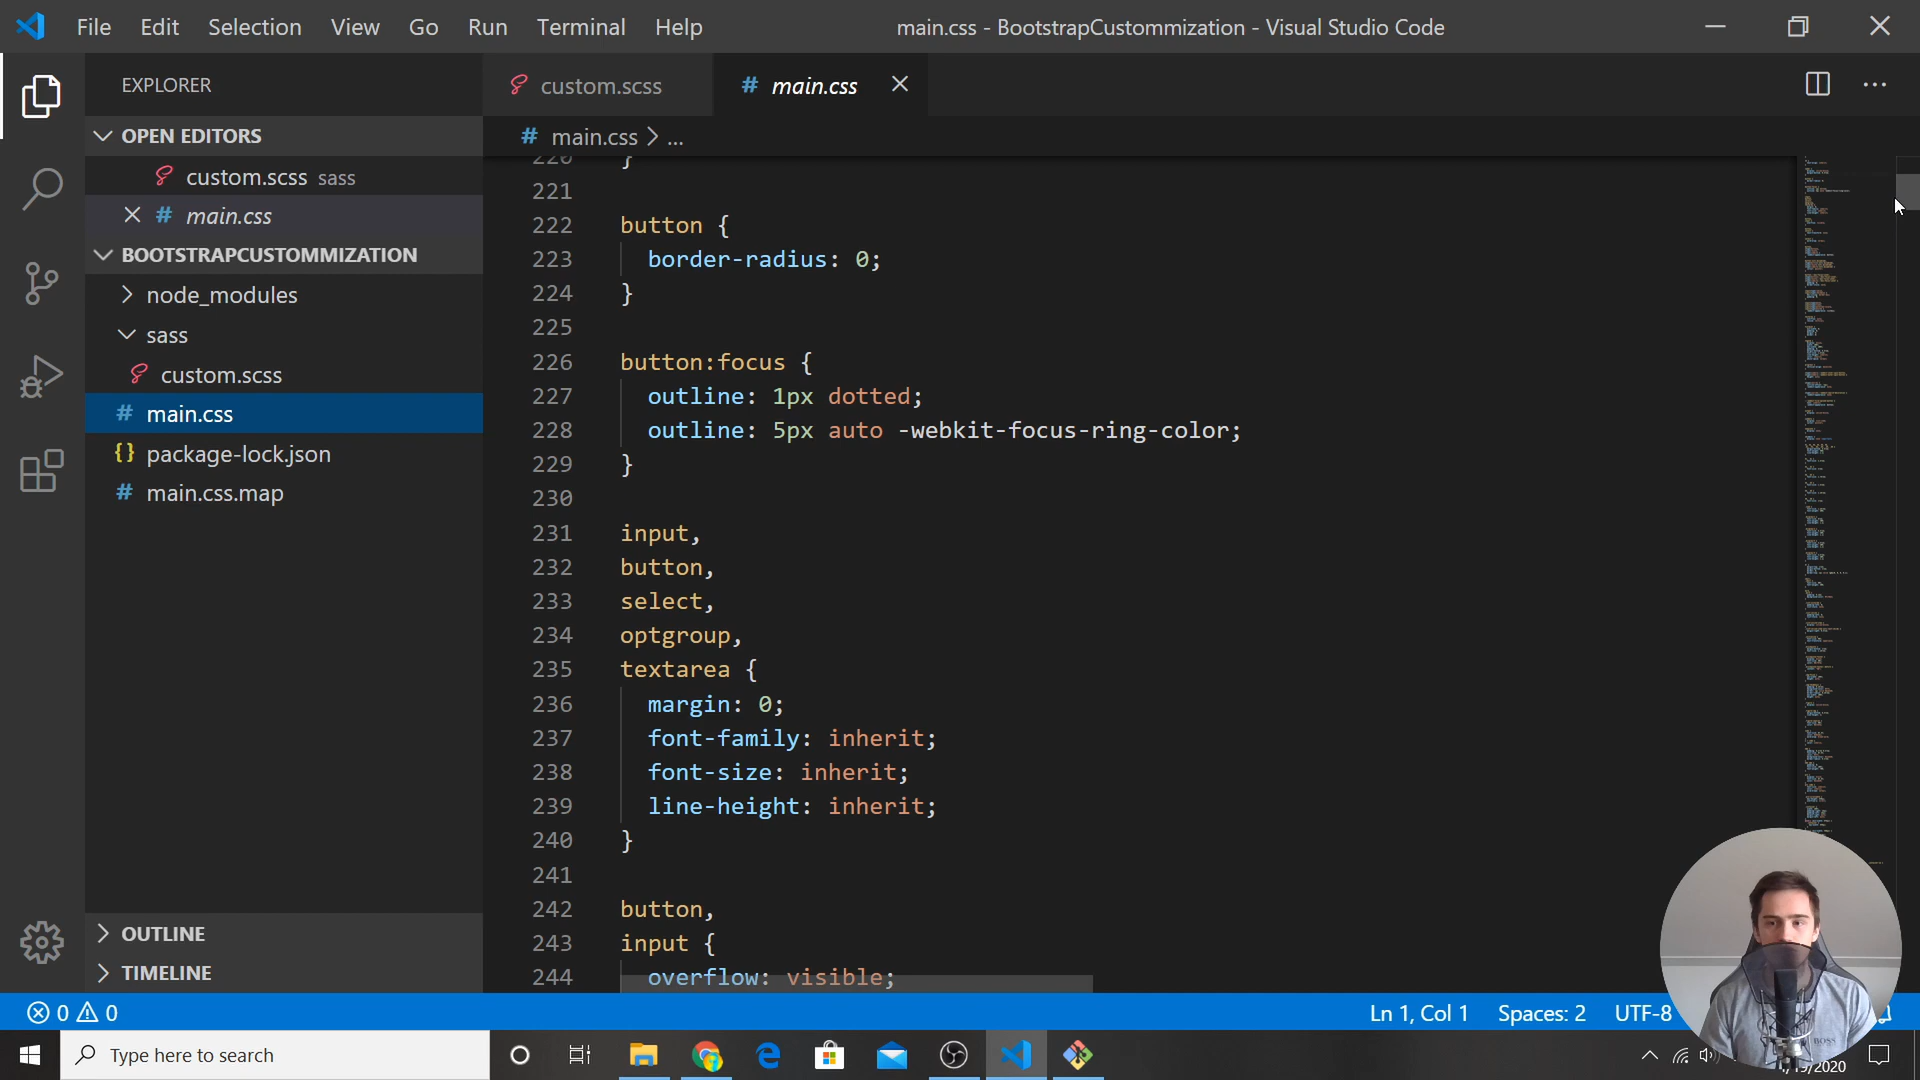 File Edit Selection View Go Run Terminal Help
main.css - BootstrapCustommization - Visual Studio Code
EXPLORER
OPEN EDITORS
custom.scss sass
main.css
BOOTSTRAPCUSTOMMIZATION
node_modules
sass
custom.scss
main.css
package-lock.json
main.css.map
OUTLINE
TIMELINE
custom.scss
main.css
main.css > ...
220 }
221
222 button {
223 border-radius: 0;
224 }
225
226 button:focus {
227 outline: 1px dotted;
228 outline: 5px auto -webkit-focus-ring-color;
229 }
230
231 input,
232 button,
233 select,
234 optgroup,
235 textarea {
236 margin: 0;
237 font-family: inherit;
238 font-size: inherit;
239 line-height: inherit;
240 }
241
242 button,
243 input {
244 overflow: visible;
0 0
Ln 1, Col 1 Spaces: 2 UTF-8
Type here to search
BOSS